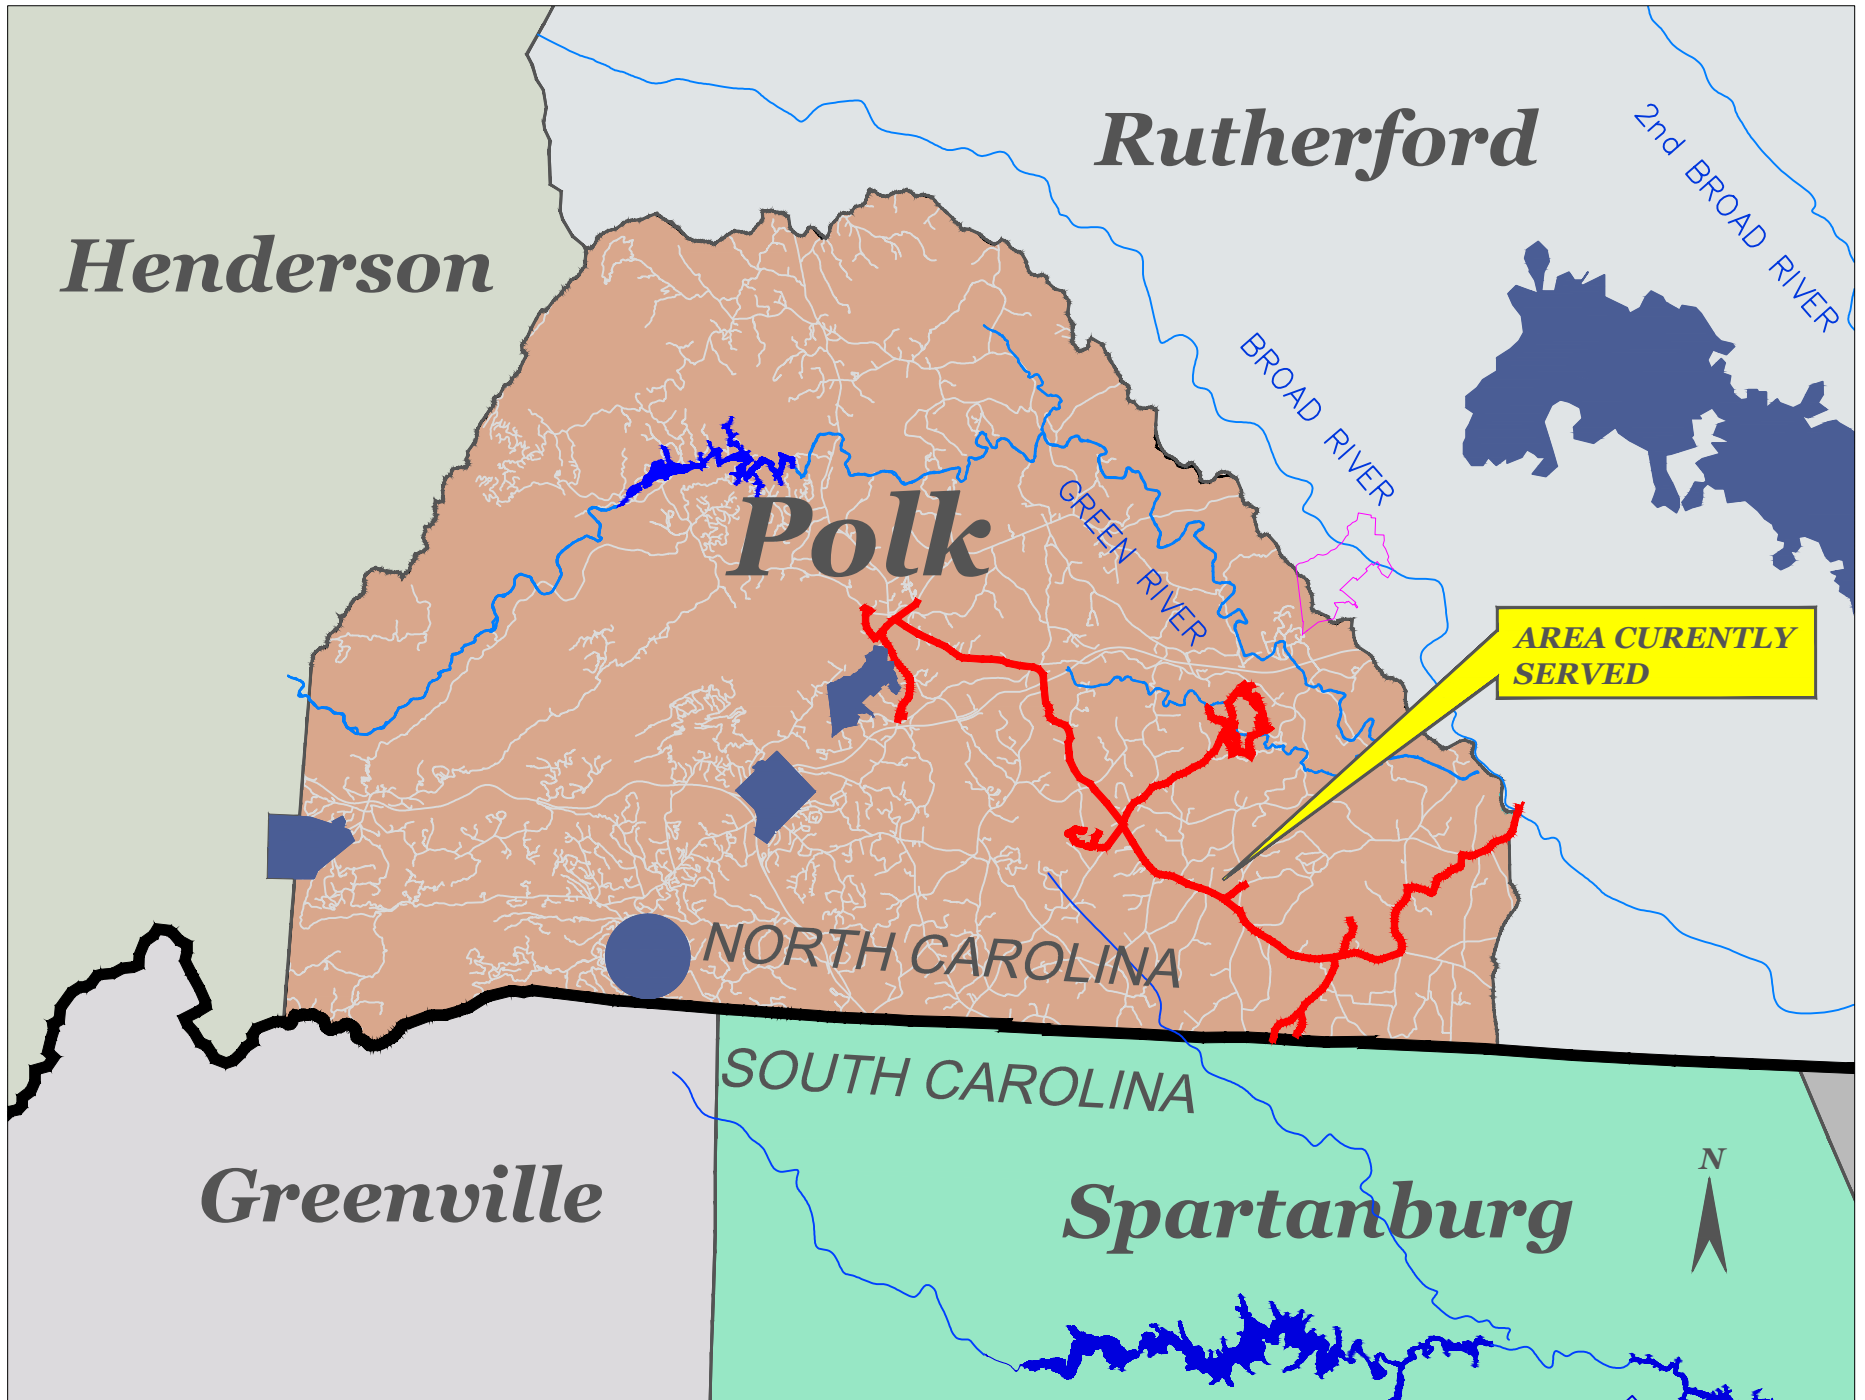 Rutherford
2nd BROAD RIVER
Henderson
BROAD RIVER
Polk
GREEN RIVER
AREA CURENTLY
SERVED
NORTH CAROLINA
SOUTH CAROLINA
N
Greenville
Spartanburg